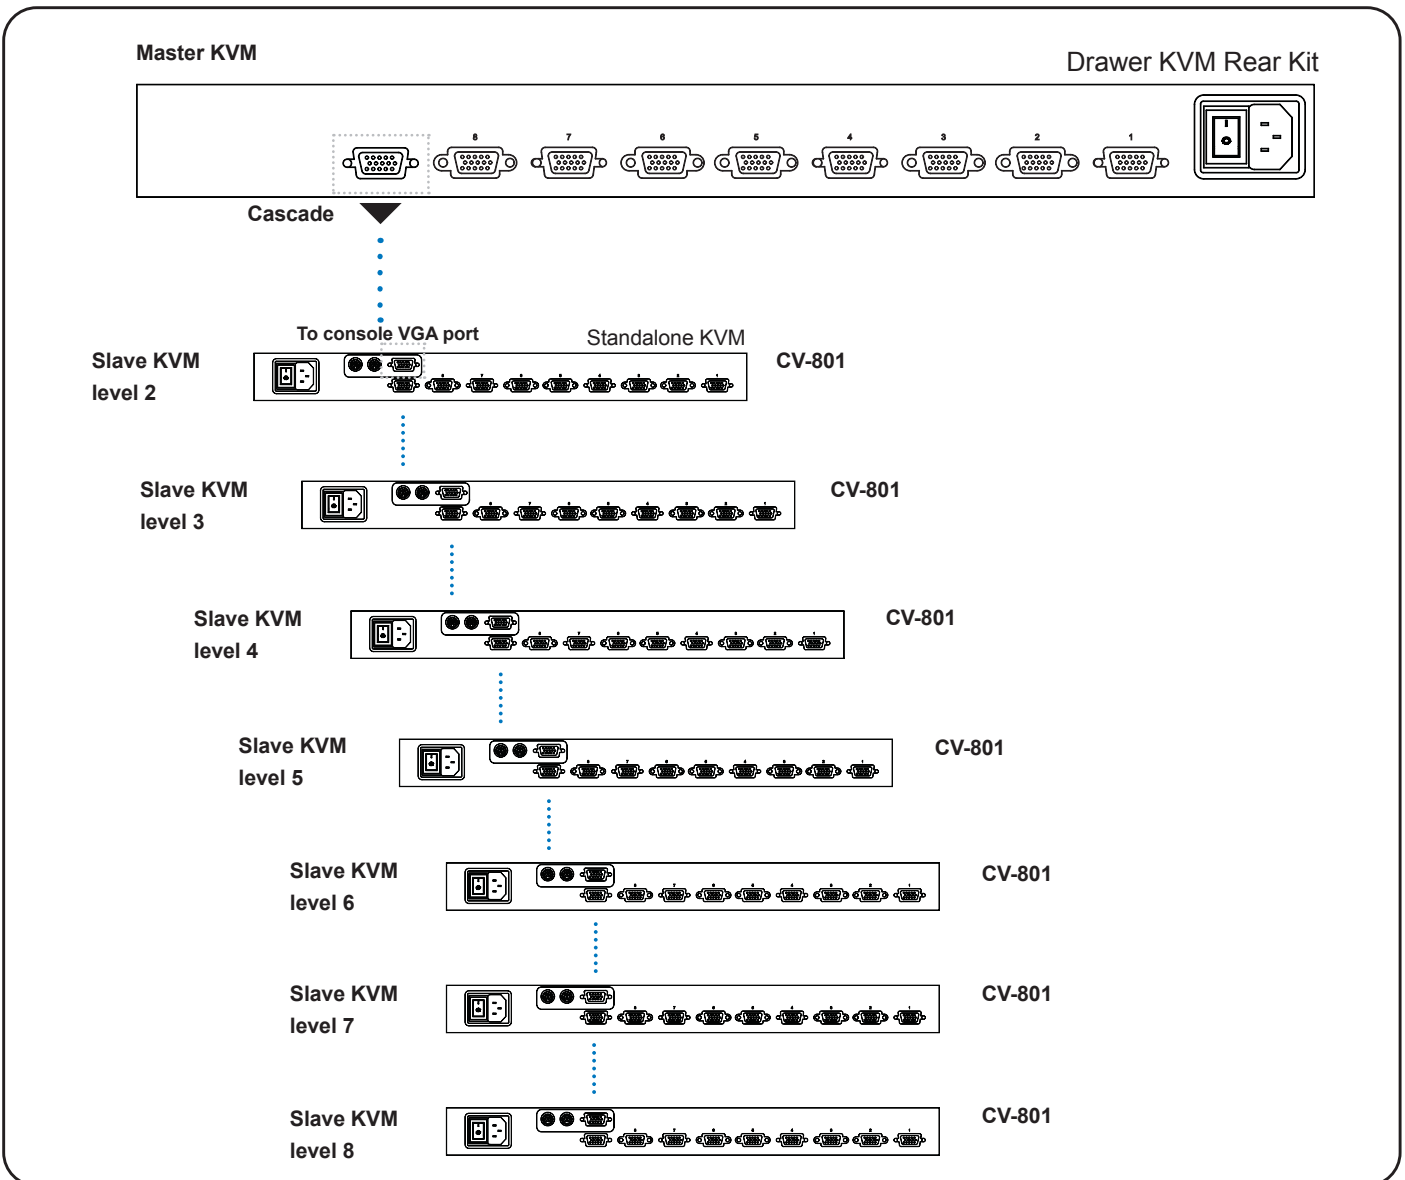 Master KVM
Drawer KVM Rear Kit
8 7 6 5 4 3 2 1
Cascade
To console VGA port
Standalone KVM
Slave KVM
level 2
CV-801
Slave KVM
level 3
CV-801
Slave KVM
level 4
CV-801
Slave KVM
level 5
CV-801
Slave KVM
level 6
CV-801
Slave KVM
level 7
CV-801
Slave KVM
level 8
CV-801